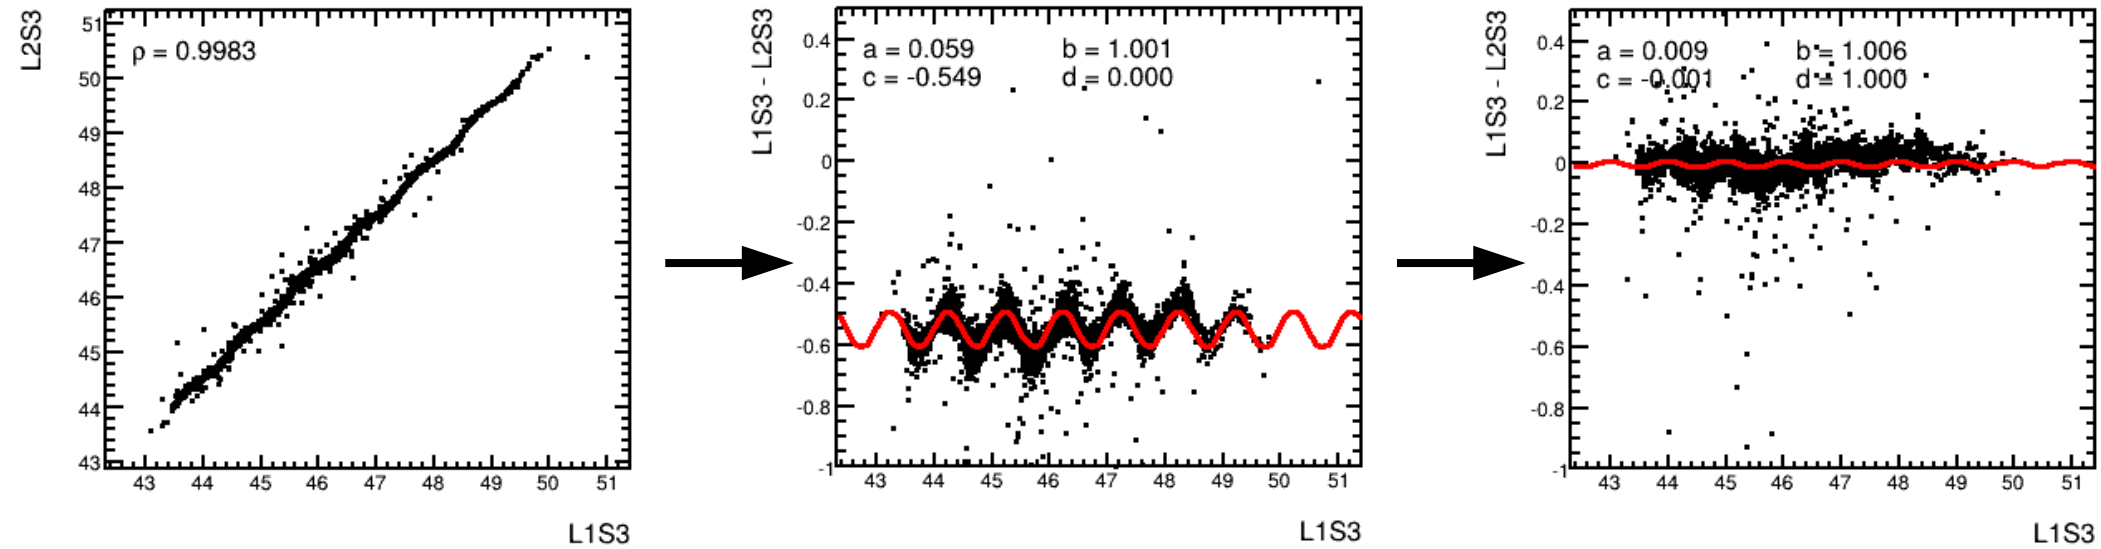 L2S3
ρ = 0.9983
51
50
49
48
47
46
45
44
43
43 44 45 46 47 48 49 50 51
L1S3
L1S3 - L2S3
a = 0.059 b = 1.001
c = -0.549 d = 0.000
0.4
0.2
0
-0.2
-0.4
-0.6
-0.8
-1
43 44 45 46 47 48 49 50 51
L1S3
L1S3 - L2S3
a = 0.009 b = 1.006
c = -0.001 d = 1.000
0.4
0.2
0
-0.2
-0.4
-0.6
-0.8
-1
43 44 45 46 47 48 49 50 51
L1S3